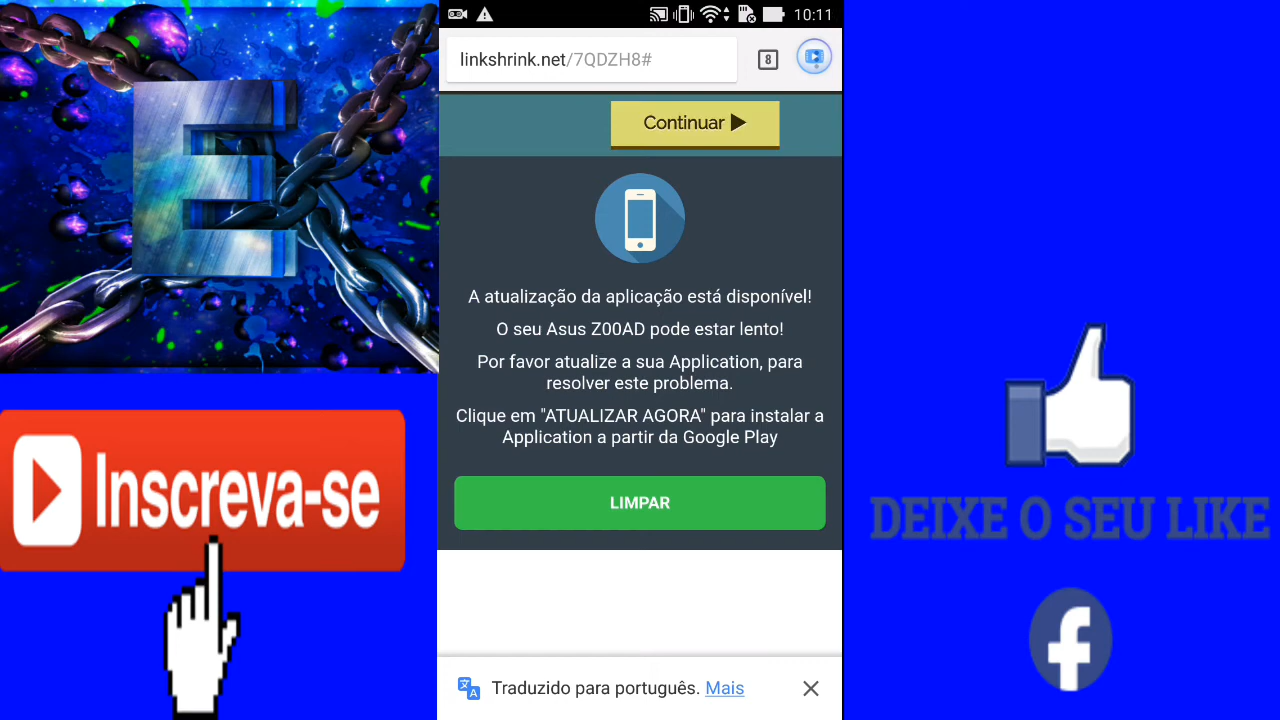 E
Inscreva-se
10:11
linkshrink.net/7QDZH8#
8
Continuar
A atualização da aplicação está disponível!
O seu Asus Z00AD pode estar lento!
Por favor atualize a sua Application, para
resolver este problema.
Clique em "ATUALIZAR AGORA" para instalar a
Application a partir da Google Play
LIMPAR
Traduzido para português. Mais
DEIXE O SEU LIKE
f